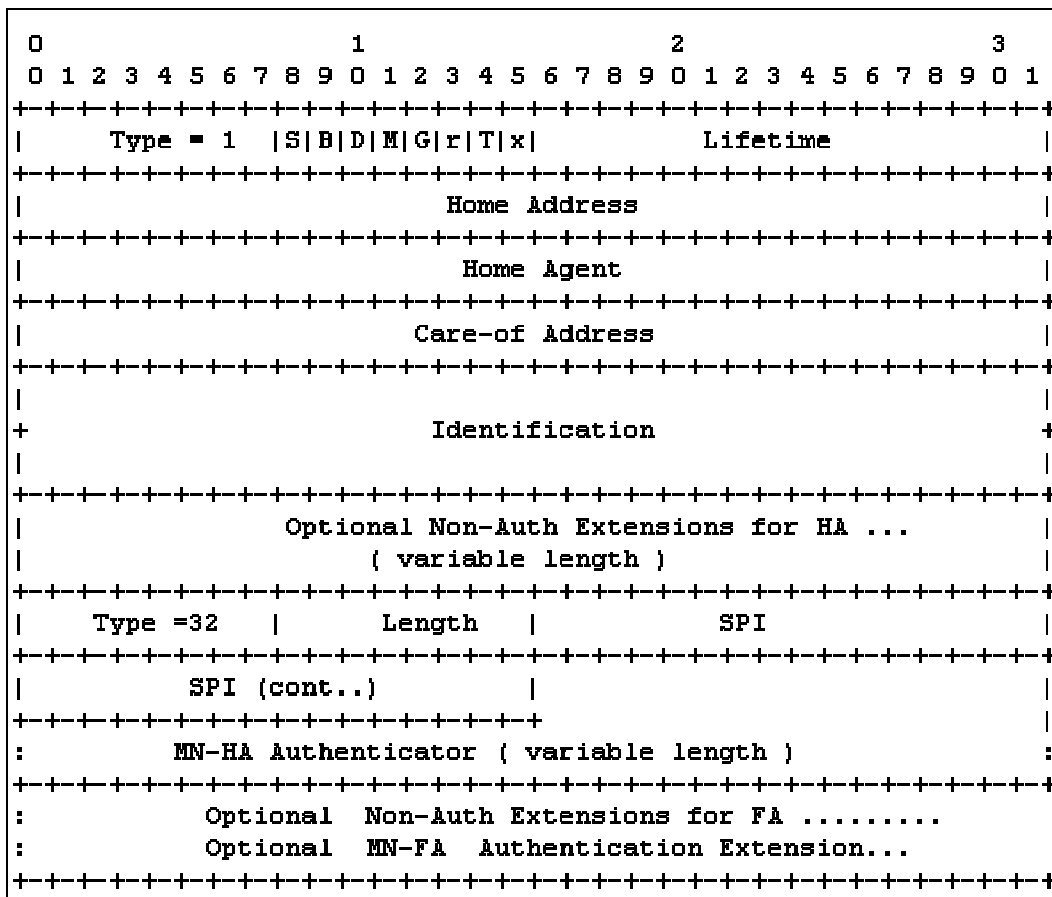 0                   1                   2                   3
0 1 2 3 4 5 6 7 8 9 0 1 2 3 4 5 6 7 8 9 0 1 2 3 4 5 6 7 8 9 0 1
+-+-+-+-+-+-+-+-+-+-+-+-+-+-+-+-+-+-+-+-+-+-+-+-+-+-+-+-+-+-+-+-+
|     Type = 1  |S|B|D|M|G|r|T|x|          Lifetime             |
+-+-+-+-+-+-+-+-+-+-+-+-+-+-+-+-+-+-+-+-+-+-+-+-+-+-+-+-+-+-+-+-+
|                          Home Address                         |
+-+-+-+-+-+-+-+-+-+-+-+-+-+-+-+-+-+-+-+-+-+-+-+-+-+-+-+-+-+-+-+-+
|                           Home Agent                          |
+-+-+-+-+-+-+-+-+-+-+-+-+-+-+-+-+-+-+-+-+-+-+-+-+-+-+-+-+-+-+-+-+
|                        Care-of Address                        |
+-+-+-+-+-+-+-+-+-+-+-+-+-+-+-+-+-+-+-+-+-+-+-+-+-+-+-+-+-+-+-+-+
|                                                               |
+                         Identification                        +
|                                                               |
+-+-+-+-+-+-+-+-+-+-+-+-+-+-+-+-+-+-+-+-+-+-+-+-+-+-+-+-+-+-+-+-+
|                Optional Non-Auth Extensions for HA ...        |
|                     ( variable length )                       |
+-+-+-+-+-+-+-+-+-+-+-+-+-+-+-+-+-+-+-+-+-+-+-+-+-+-+-+-+-+-+-+-+
|    Type =32   |      Length   |           SPI                 |
+-+-+-+-+-+-+-+-+-+-+-+-+-+-+-+-+-+-+-+-+-+-+-+-+-+-+-+-+-+-+-+-+
|          SPI (cont..)         |                               |
+-+-+-+-+-+-+-+-+-+-+-+-+-+-+-+-+                               |
:         MN-HA Authenticator ( variable length )               :
+-+-+-+-+-+-+-+-+-+-+-+-+-+-+-+-+-+-+-+-+-+-+-+-+-+-+-+-+-+-+-+-+
:           Optional  Non-Auth Extensions for FA .........
:           Optional  MN-FA  Authentication Extension...
+-+-+-+-+-+-+-+-+-+-+-+-+-+-+-+-+-+-+-+-+-+-+-+-+-+-+-+-+-+-+-+-+